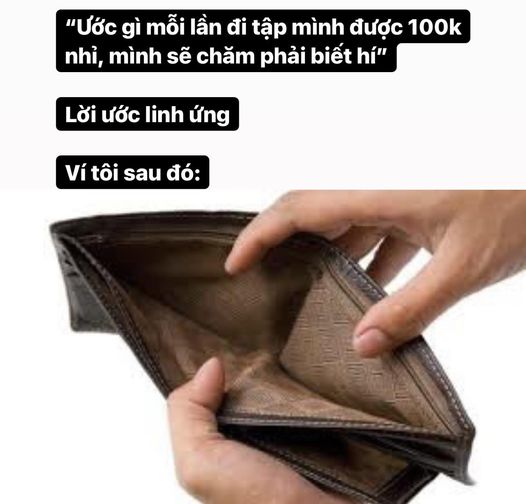 “Ước gì mỗi lần đi tập mình được 100k
nhỉ, mình sẽ chăm phải biết hí”
Lời ước linh ứng
Ví tôi sau đó: